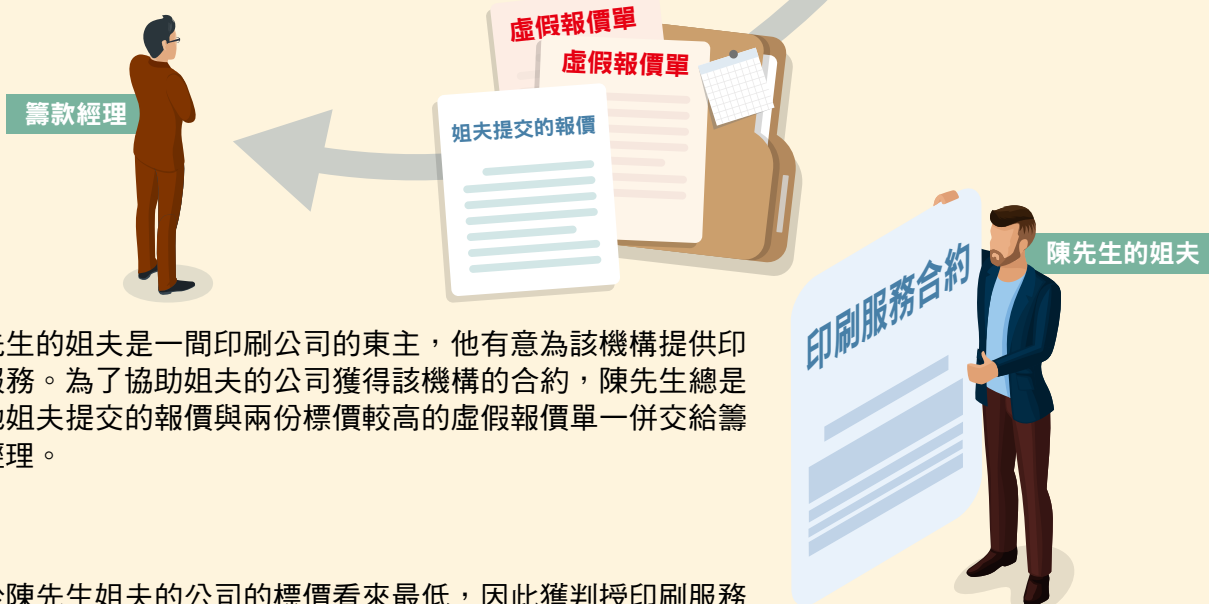 虛假報價單
虛假報價單
籌款經理
姐夫提交的報價
陳先生的姐夫
印刷服務合約
先生的姐夫是一間印刷公司的東主，他有意為該機構提供印
服務。為了協助姐夫的公司獲得該機構的合約，陳先生總是
他姐夫提交的報價與兩份標價較高的虛假報價單一併交給籌
經理。
陳先生姐夫的公司的標價看來最低，因此獲判授印刷服務